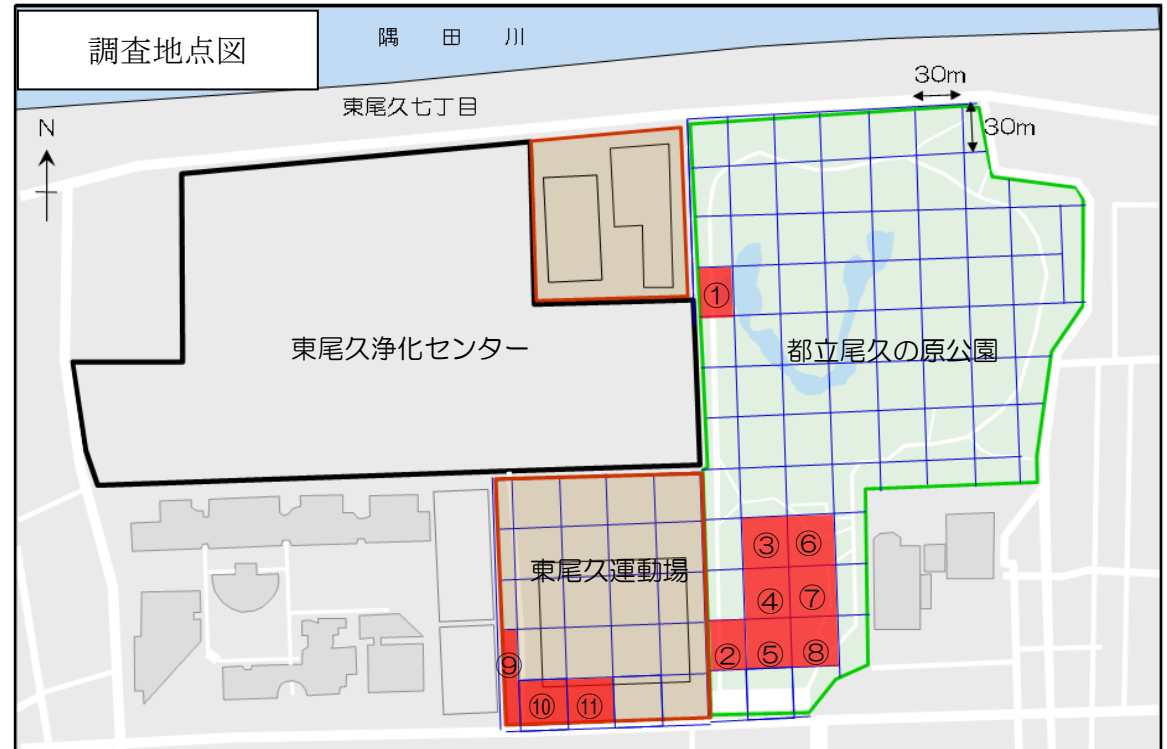 調査地点図
隅田川
東尾久七丁目
30m
30m
N
①
東尾久浄化センター
都立尾久の原公園
東尾久運動場
③ ⑥
④ ⑦
② ⑤ ⑧
⑨
⑩ ⑪